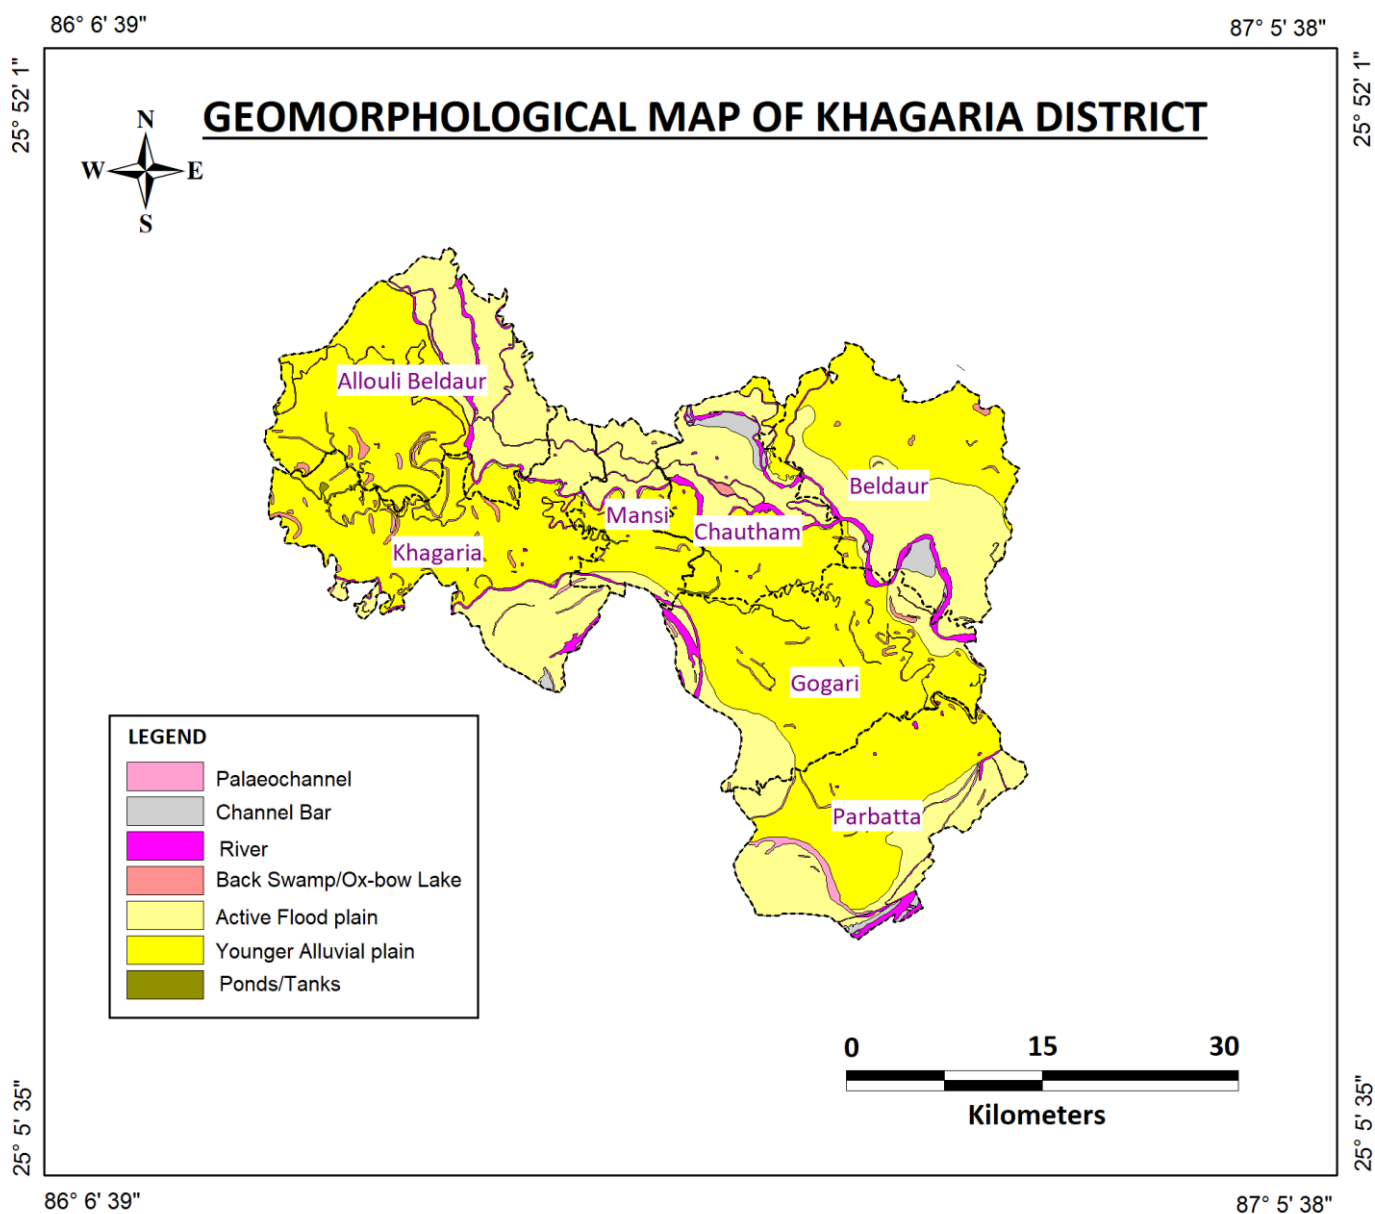 86° 6' 39"
87° 5' 38"
25° 52' 1"
25° 52' 1"
GEOMORPHOLOGICAL MAP OF KHAGARIA DISTRICT
N
W E
S
Allouli Beldaur
Beldaur
Mansi
Chautham
Khagaria
Gogari
Parbatta
LEGEND
Palaeochannel
Channel Bar
River
Back Swamp/Ox-bow Lake
Active Flood plain
Younger Alluvial plain
Ponds/Tanks
0 15 30
Kilometers
25° 5' 35"
25° 5' 35"
86° 6' 39"
87° 5' 38"